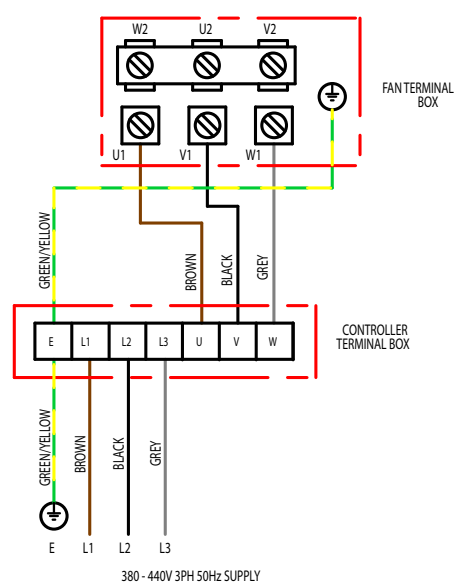 W2 U2 V2
FAN TERMINAL
BOX
U1 V1 W1
GREEN/YELLOW
BROWN
BLACK
GREY
CONTROLLER
TERMINAL BOX
E L1 L2 L3 U V W
GREEN/YELLOW
BROWN
BLACK
GREY
E L1 L2 L3
380 - 440V 3PH 50Hz SUPPLY